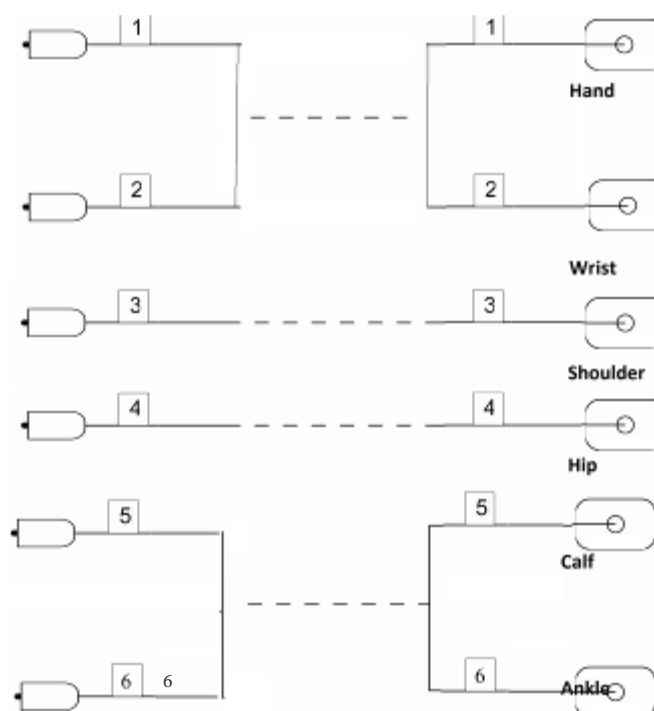 1 1
Hand
2 2
Wrist
3 3
Shoulder
4 4
Hip
5 5
Calf
6 6 6
Ankle